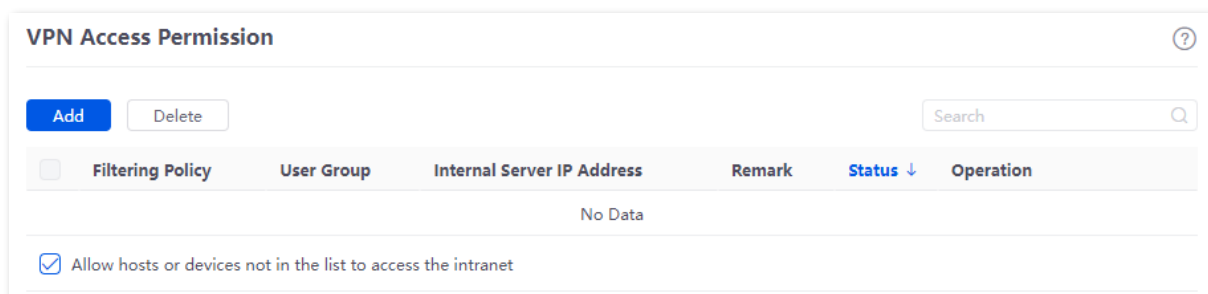 VPN Access Permission
?
Add Delete Search
Filtering Policy User Group Internal Server IP Address Remark Status ↓ Operation
No Data
Allow hosts or devices not in the list to access the intranet